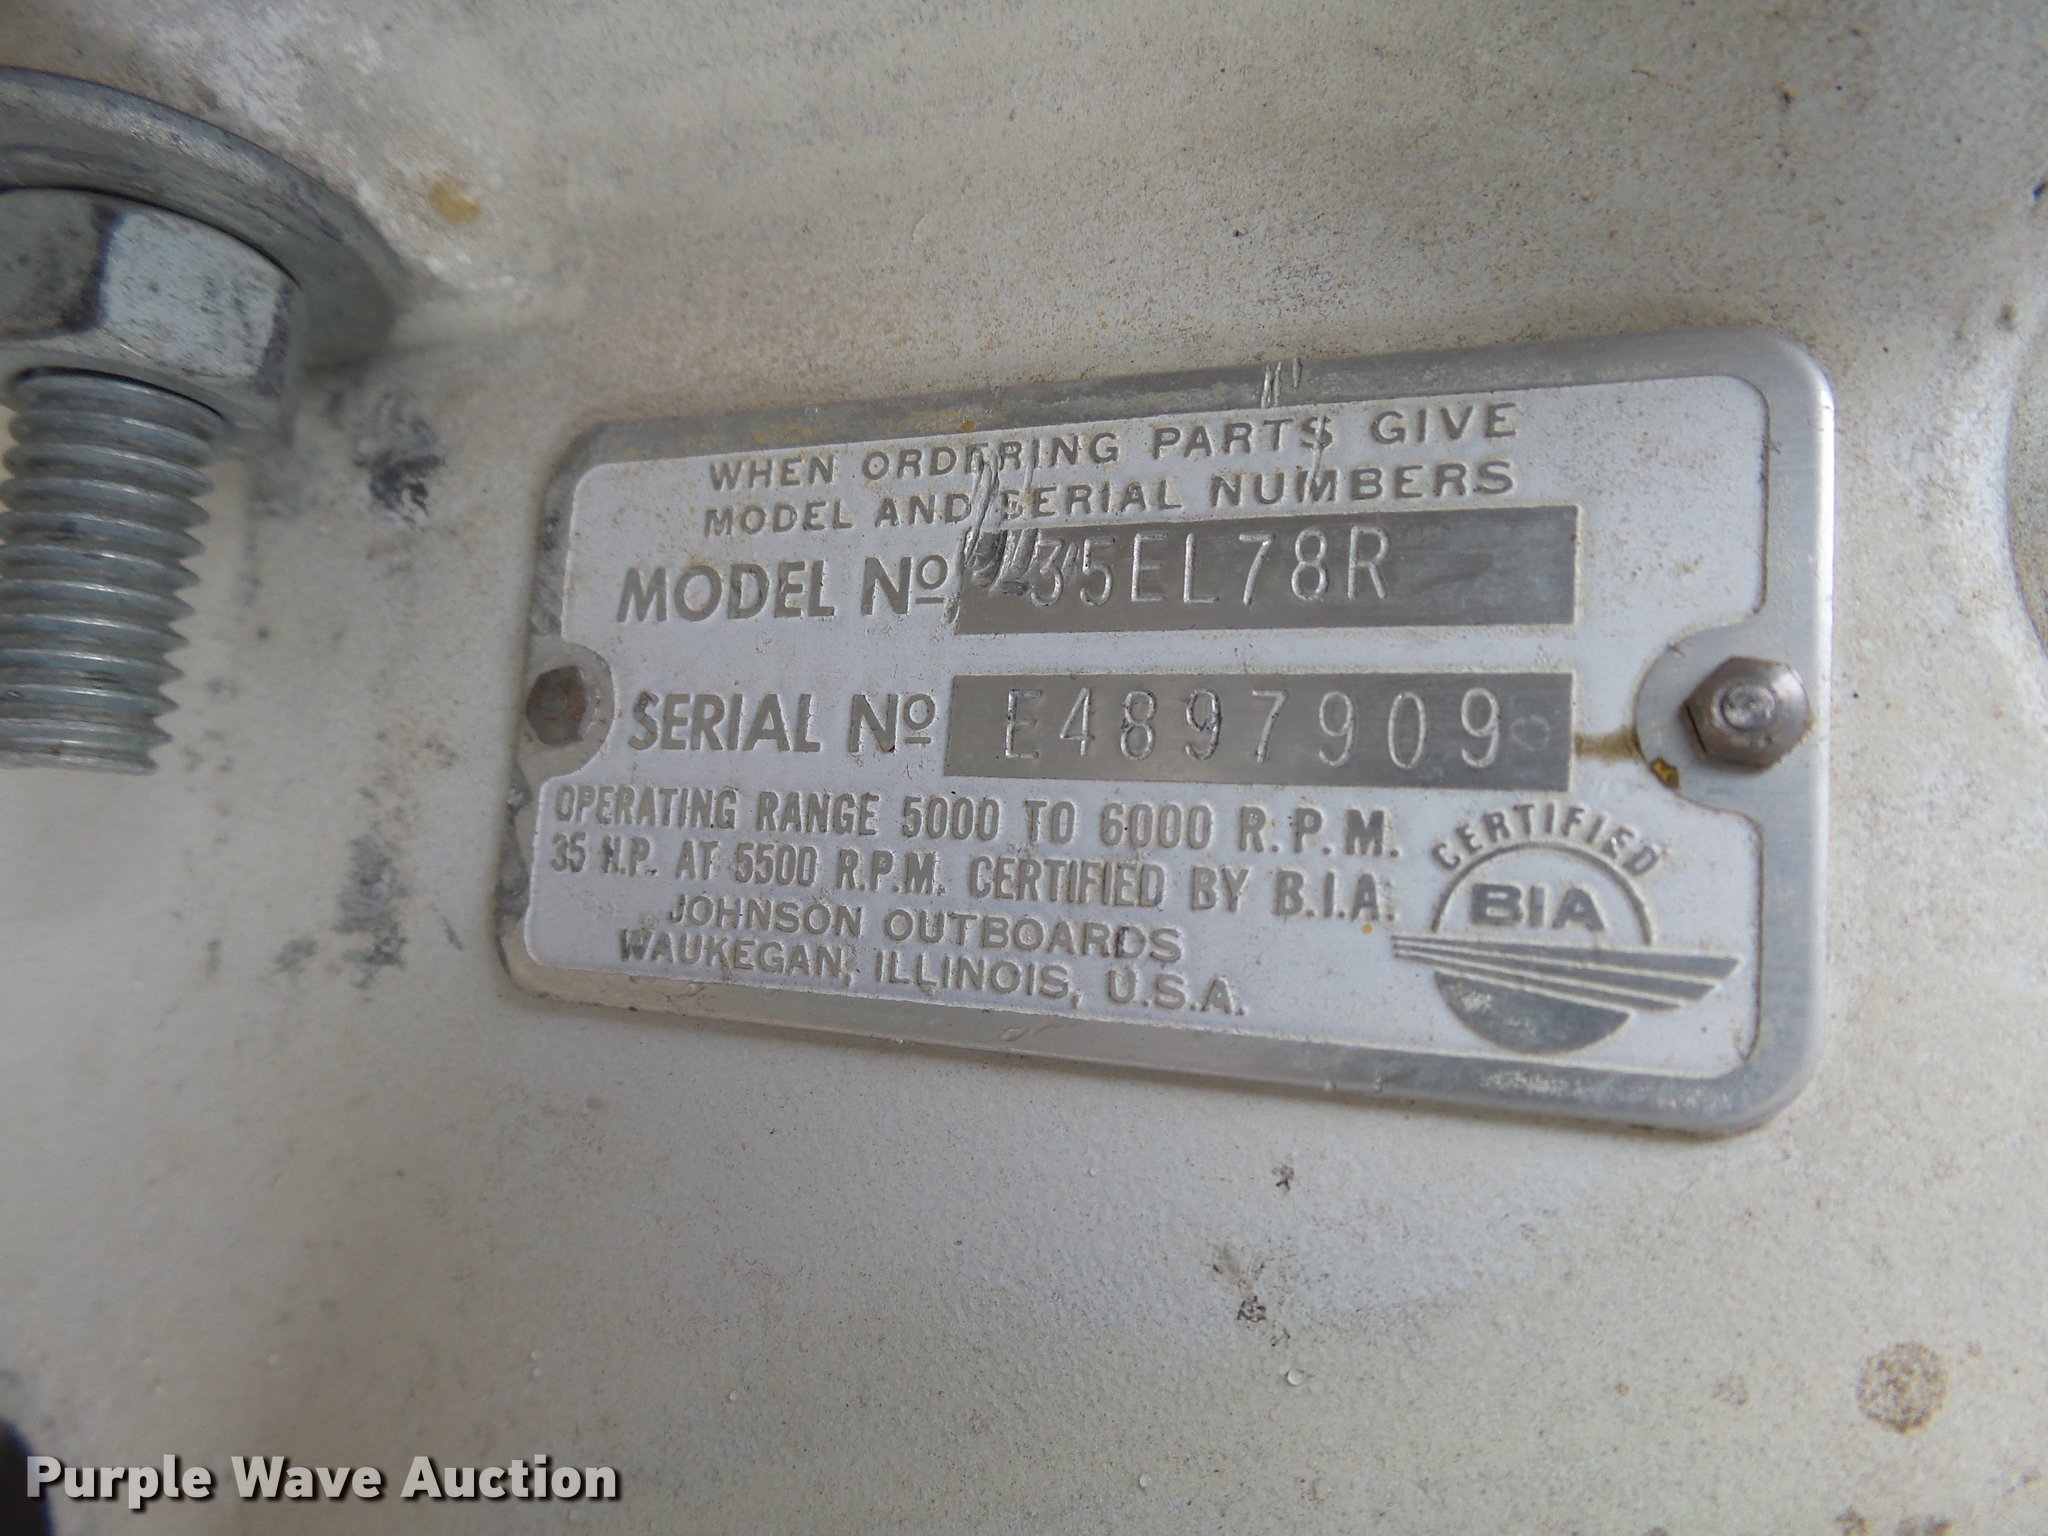 WHEN ORDERING PARTS GIVE
MODEL AND SERIAL NUMBERS
MODEL Nº 35EL78R
SERIAL Nº E4897909
OPERATING RANGE 5000 TO 6000 R.P.M.
35 H.P. AT 5500 R.P.M. CERTIFIED BY B.I.A.
JOHNSON OUTBOARDS
WAUKEGAN, ILLINOIS, U.S.A.
CERTIFIED
BIA
Purple Wave Auction